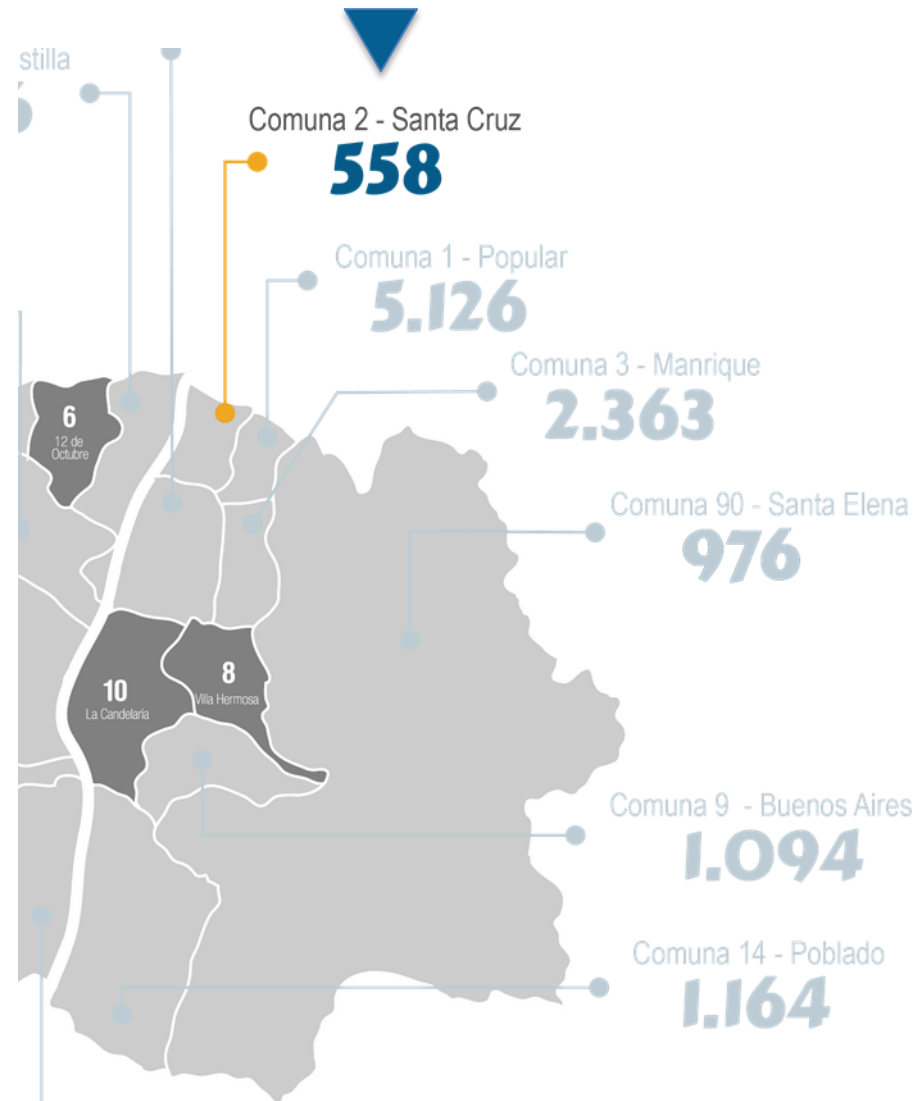 stilla
Comuna 2 - Santa Cruz
558
Comuna 1 - Popular
5.126
Comuna 3 - Manrique
2.363
6
12 de
Octubre
Comuna 90 - Santa Elena
976
8
Villa Hermosa
10
La Candelaria
Comuna 9 - Buenos Aires
1.094
Comuna 14 - Poblado
1.164